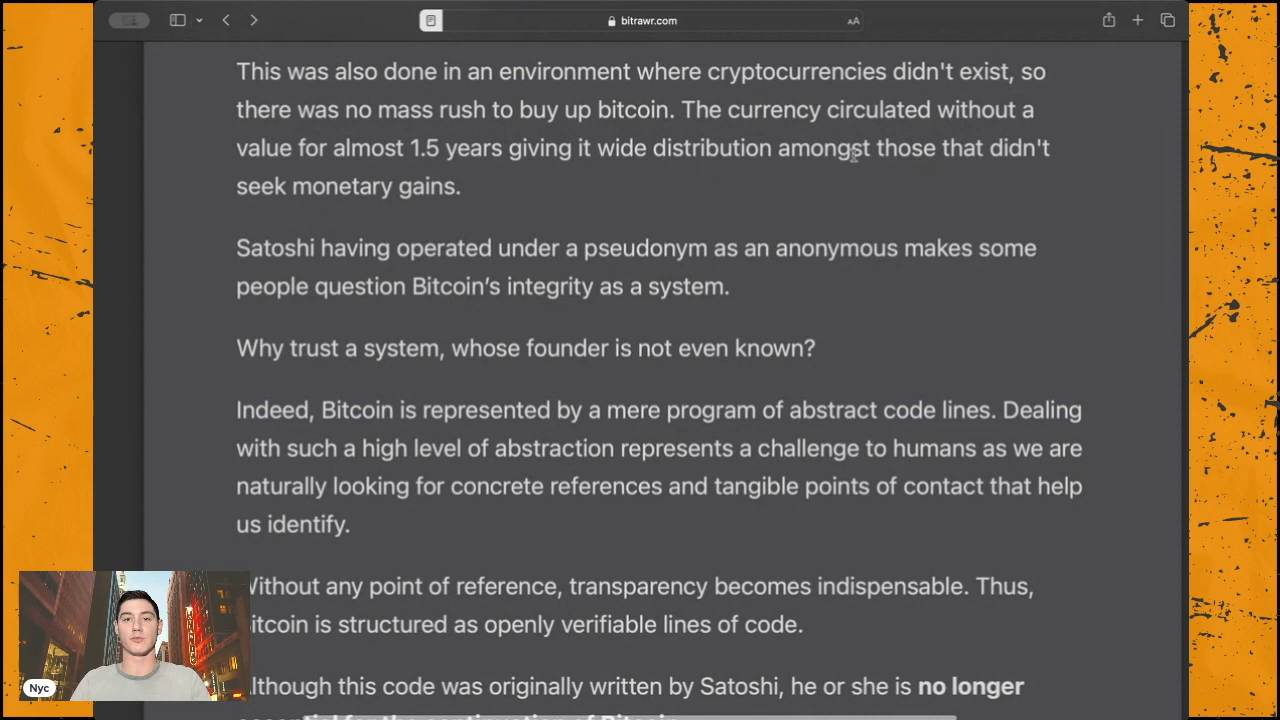 bitrawr.com
AA
This was also done in an environment where cryptocurrencies didn't exist, so
there was no mass rush to buy up bitcoin. The currency circulated without a
value for almost 1.5 years giving it wide distribution amongst those that didn't
seek monetary gains.
Satoshi having operated under a pseudonym as an anonymous makes some
people question Bitcoin’s integrity as a system.
Why trust a system, whose founder is not even known?
Indeed, Bitcoin is represented by a mere program of abstract code lines. Dealing
with such a high level of abstraction represents a challenge to humans as we are
naturally looking for concrete references and tangible points of contact that help
us identify.
ithout any point of reference, transparency becomes indispensable. Thus,
itcoin is structured as openly verifiable lines of code.
lthough this code was originally written by Satoshi, he or she is no longer
Nyc